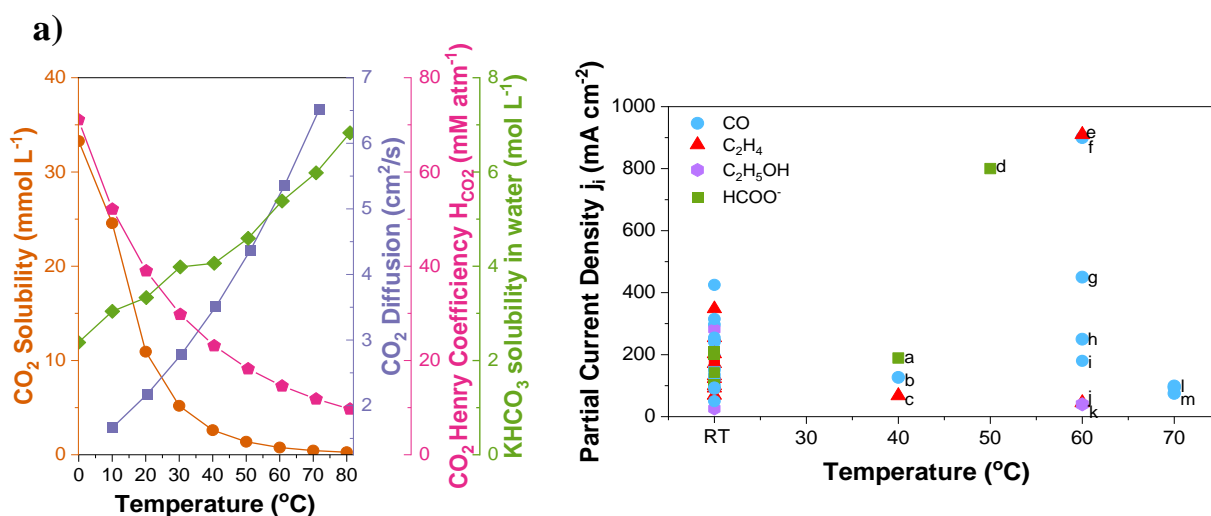 a)
CO₂ Solubility (mmol L⁻¹)
40
30
20
10
0
0 10 20 30 40 50 60 70 80
Temperature (°C)
7
6
5
4
3
2
CO₂ Diffusion (cm²/s)
80
60
40
20
0
CO₂ Henry Coefficiency H_CO2 (mM atm⁻¹)
8
6
4
2
0
KHCO₃ solubility in water (mol L⁻¹)
Partial Current Density jᵢ (mA cm⁻²)
1000
800
600
400
200
0
CO
C₂H₄
C₂H₅OH
HCOO⁻
e
f
d
g
h
i
a
b
c
j
k
l
m
RT 30 40 50 60 70
Temperature (°C)